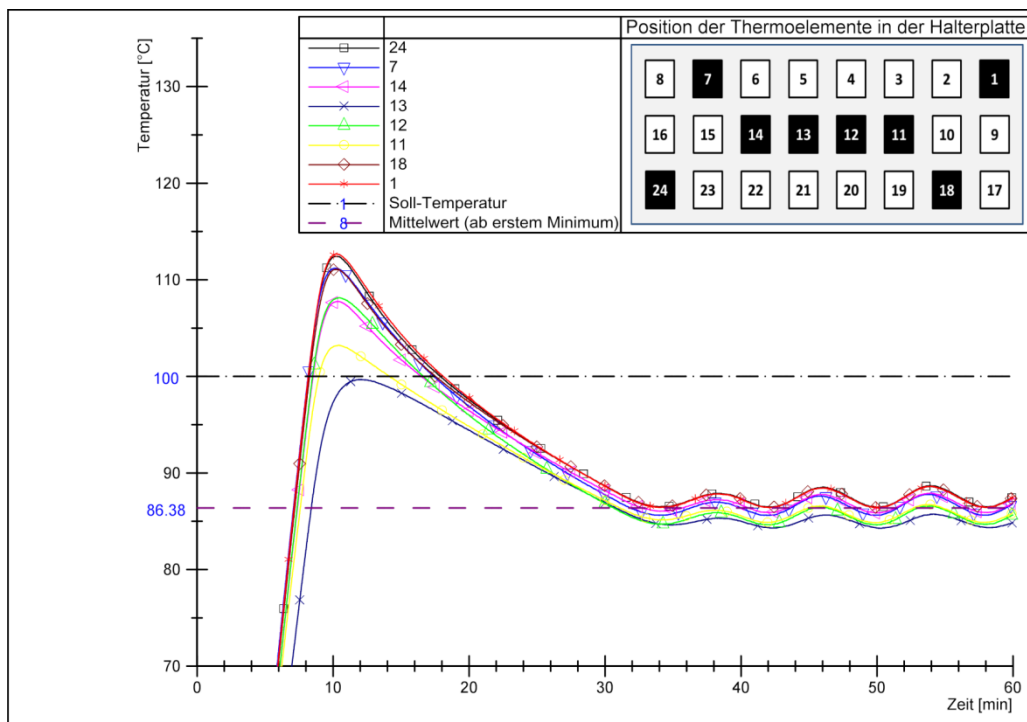 Position der Thermoelemente in der Halterplatte
24
7
14
13
12
11
18
1
1 Soll-Temperatur
8 Mittelwert (ab erstem Minimum)
8 7 6 5 4 3 2 1
16 15 14 13 12 11 10 9
24 23 22 21 20 19 18 17
Temperatur [°C]
130
120
110
100
90
86.38
80
70
0 10 20 30 40 50 60
Zeit [min]